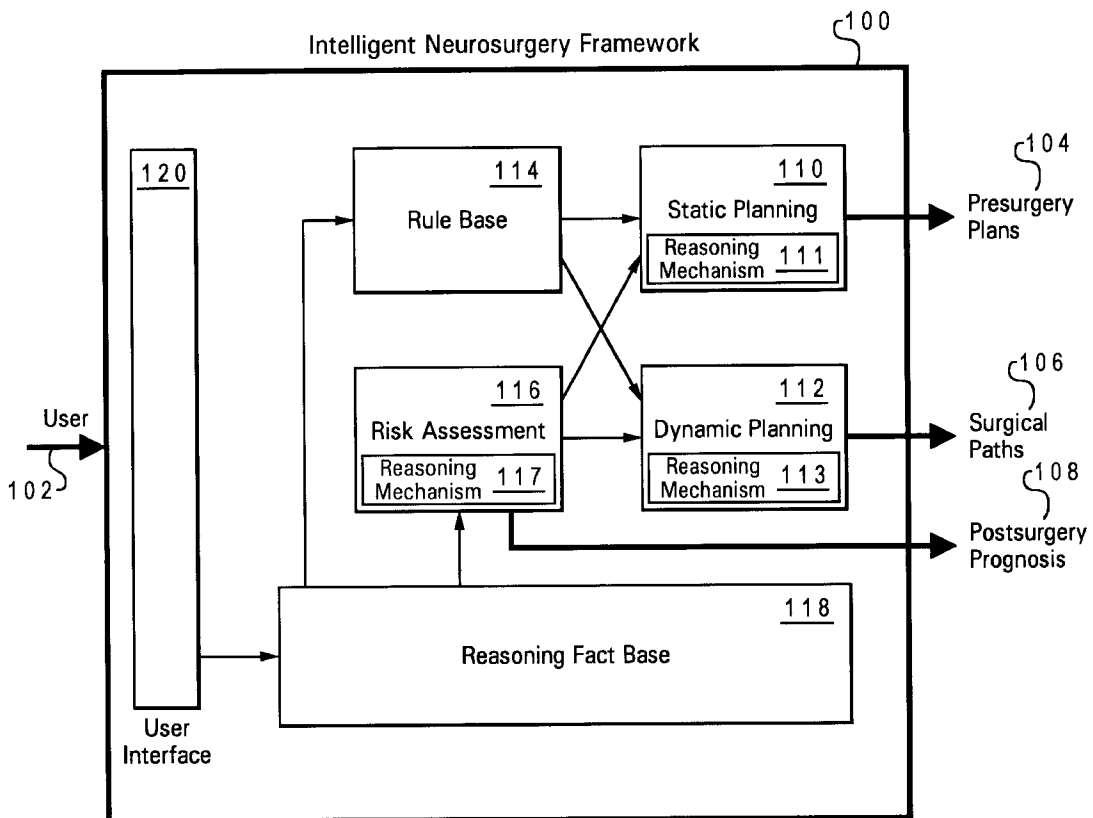 100
Intelligent Neurosurgery Framework
120
114
Rule Base
110
Static Planning
Reasoning
Mechanism 111
104
Presurgery
Plans
User
102
116
Risk Assessment
Reasoning
Mechanism 117
112
Dynamic Planning
Reasoning
Mechanism 113
106
Surgical
Paths
108
Postsurgery
Prognosis
118
Reasoning Fact Base
User
Interface